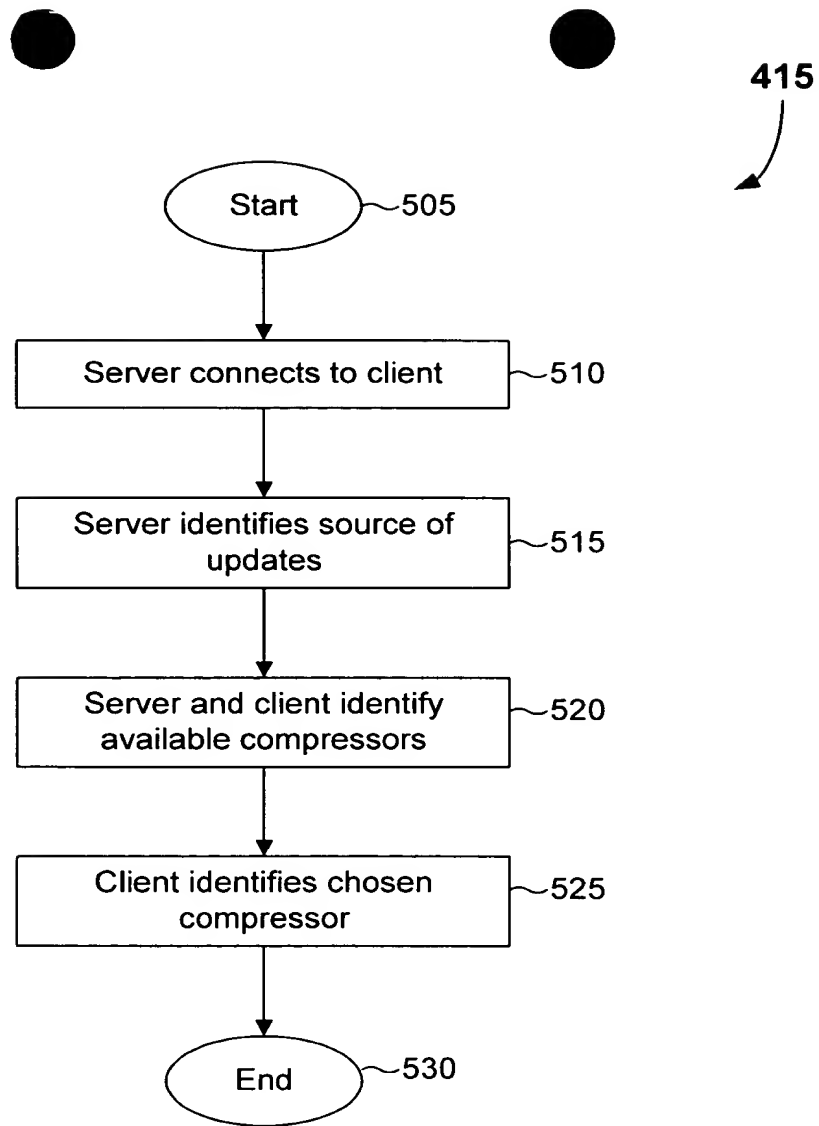 415
Start
505
Server connects to client
510
Server identifies source of
updates
515
Server and client identify
available compressors
520
Client identifies chosen
compressor
525
End
530